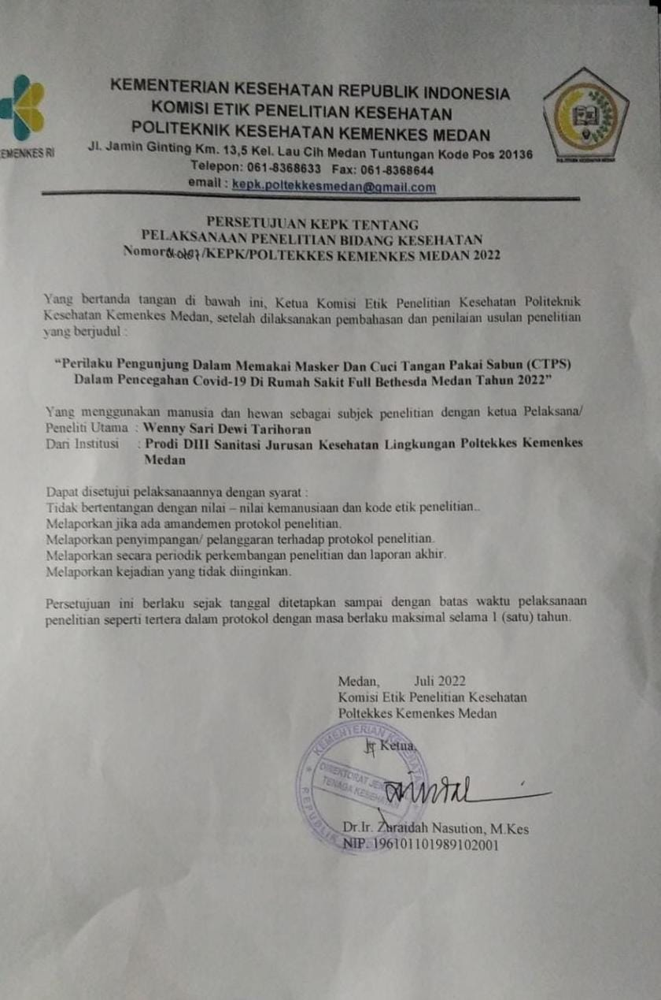 KEMENTERIAN KESEHATAN REPUBLIK INDONESIA
KOMISI ETIK PENELITIAN KESEHATAN
POLITEKNIK KESEHATAN KEMENKES MEDAN
Jl. Jamin Ginting Km. 13,5 Kel. Lau Cih Medan Tuntungan Kode Pos 20136
Telepon: 061-8368633 Fax: 061-8368644
email : kepk.poltekkesmedan@gmail.com
EMENKES RI
POLITEKNIK KESEHATAN MEDAN
PERSETUJUAN KEPK TENTANG
PELAKSANAAN PENELITIAN BIDANG KESEHATAN
Nomor /KEPK/POLTEKKES KEMENKES MEDAN 2022
Yang bertanda tangan di bawah ini, Ketua Komisi Etik Penelitian Kesehatan Politeknik
Kesehatan Kemenkes Medan, setelah dilaksanakan pembahasan dan penilaian usulan penelitian
yang berjudul :
“Perilaku Pengunjung Dalam Memakai Masker Dan Cuci Tangan Pakai Sabun (CTPS)
Dalam Pencegahan Covid-19 Di Rumah Sakit Full Bethesda Medan Tahun 2022”
Yang menggunakan manusia dan hewan sebagai subjek penelitian dengan ketua Pelaksana/
Peneliti Utama : Wenny Sari Dewi Tarihoran
Dari Institusi : Prodi DIII Sanitasi Jurusan Kesehatan Lingkungan Poltekkes Kemenkes
Medan
Dapat disetujui pelaksanaannya dengan syarat :
Tidak bertentangan dengan nilai – nilai kemanusiaan dan kode etik penelitian..
Melaporkan jika ada amandemen protokol penelitian.
Melaporkan penyimpangan/ pelanggaran terhadap protokol penelitian.
Melaporkan secara periodik perkembangan penelitian dan laporan akhir.
Melaporkan kejadian yang tidak diinginkan.
Persetujuan ini berlaku sejak tanggal ditetapkan sampai dengan batas waktu pelaksanaan
penelitian seperti tertera dalam protokol dengan masa berlaku maksimal selama 1 (satu) tahun.
Medan, Juli 2022
Komisi Etik Penelitian Kesehatan
Poltekkes Kemenkes Medan
Ketua,
KEMENTERIAN KESEHATAN
DIREKTORAT
TENAGA KESEHATAN
REPUBLIK
Dr.Ir. Zuraidah Nasution, M.Kes
NIP. 196101101989102001